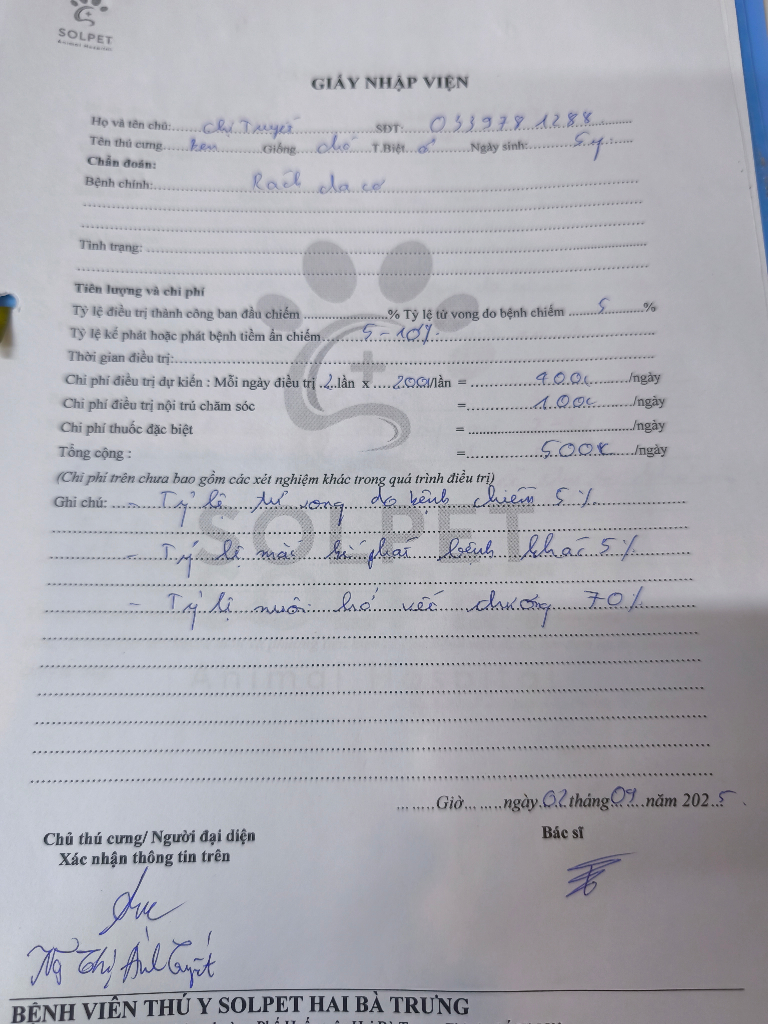 SOLPET
Animal Hospital
GIẤY NHẬP VIỆN
Họ và tên chủ: Chị Tuyết SĐT: 0339781288
Tên thú cưng ken Giống chó T.Biệt ♂ Ngày sinh: 5 y
Chẩn đoán:
Bệnh chính: Rách da cơ
Tình trạng:
Tiên lượng và chi phí
Tỷ lệ điều trị thành công ban đầu chiếm % Tỷ lệ tử vong do bệnh chiếm 5 %
Tỷ lệ kế phát hoặc phát bệnh tiềm ẩn chiếm 5-10%
Thời gian điều trị:
Chi phí điều trị dự kiến : Mỗi ngày điều trị 2 lần x 200k/lần = 400k /ngày
Chi phí điều trị nội trú chăm sóc = 100k /ngày
Chi phí thuốc đặc biệt = /ngày
Tổng cộng : = 500k /ngày
(Chi phí trên chưa bao gồm các xét nghiệm khác trong quá trình điều trị)
Ghi chú: - Tỷ lệ tử vong do bệnh chiếm 5%
SOLPET
- Tỷ lệ mắc kế phát bệnh khác 5%
- Tỷ lệ muôi hở vết thương 70%
Animal Hospital
Giờ ngày 02 tháng 09 năm 2025.
Chủ thú cưng/ Người đại diện
Xác nhận thông tin trên
Bác sĩ
Ng Thị Ánh Tuyết
BỆNH VIỆN THÚ Y SOLPET HAI BÀ TRƯNG